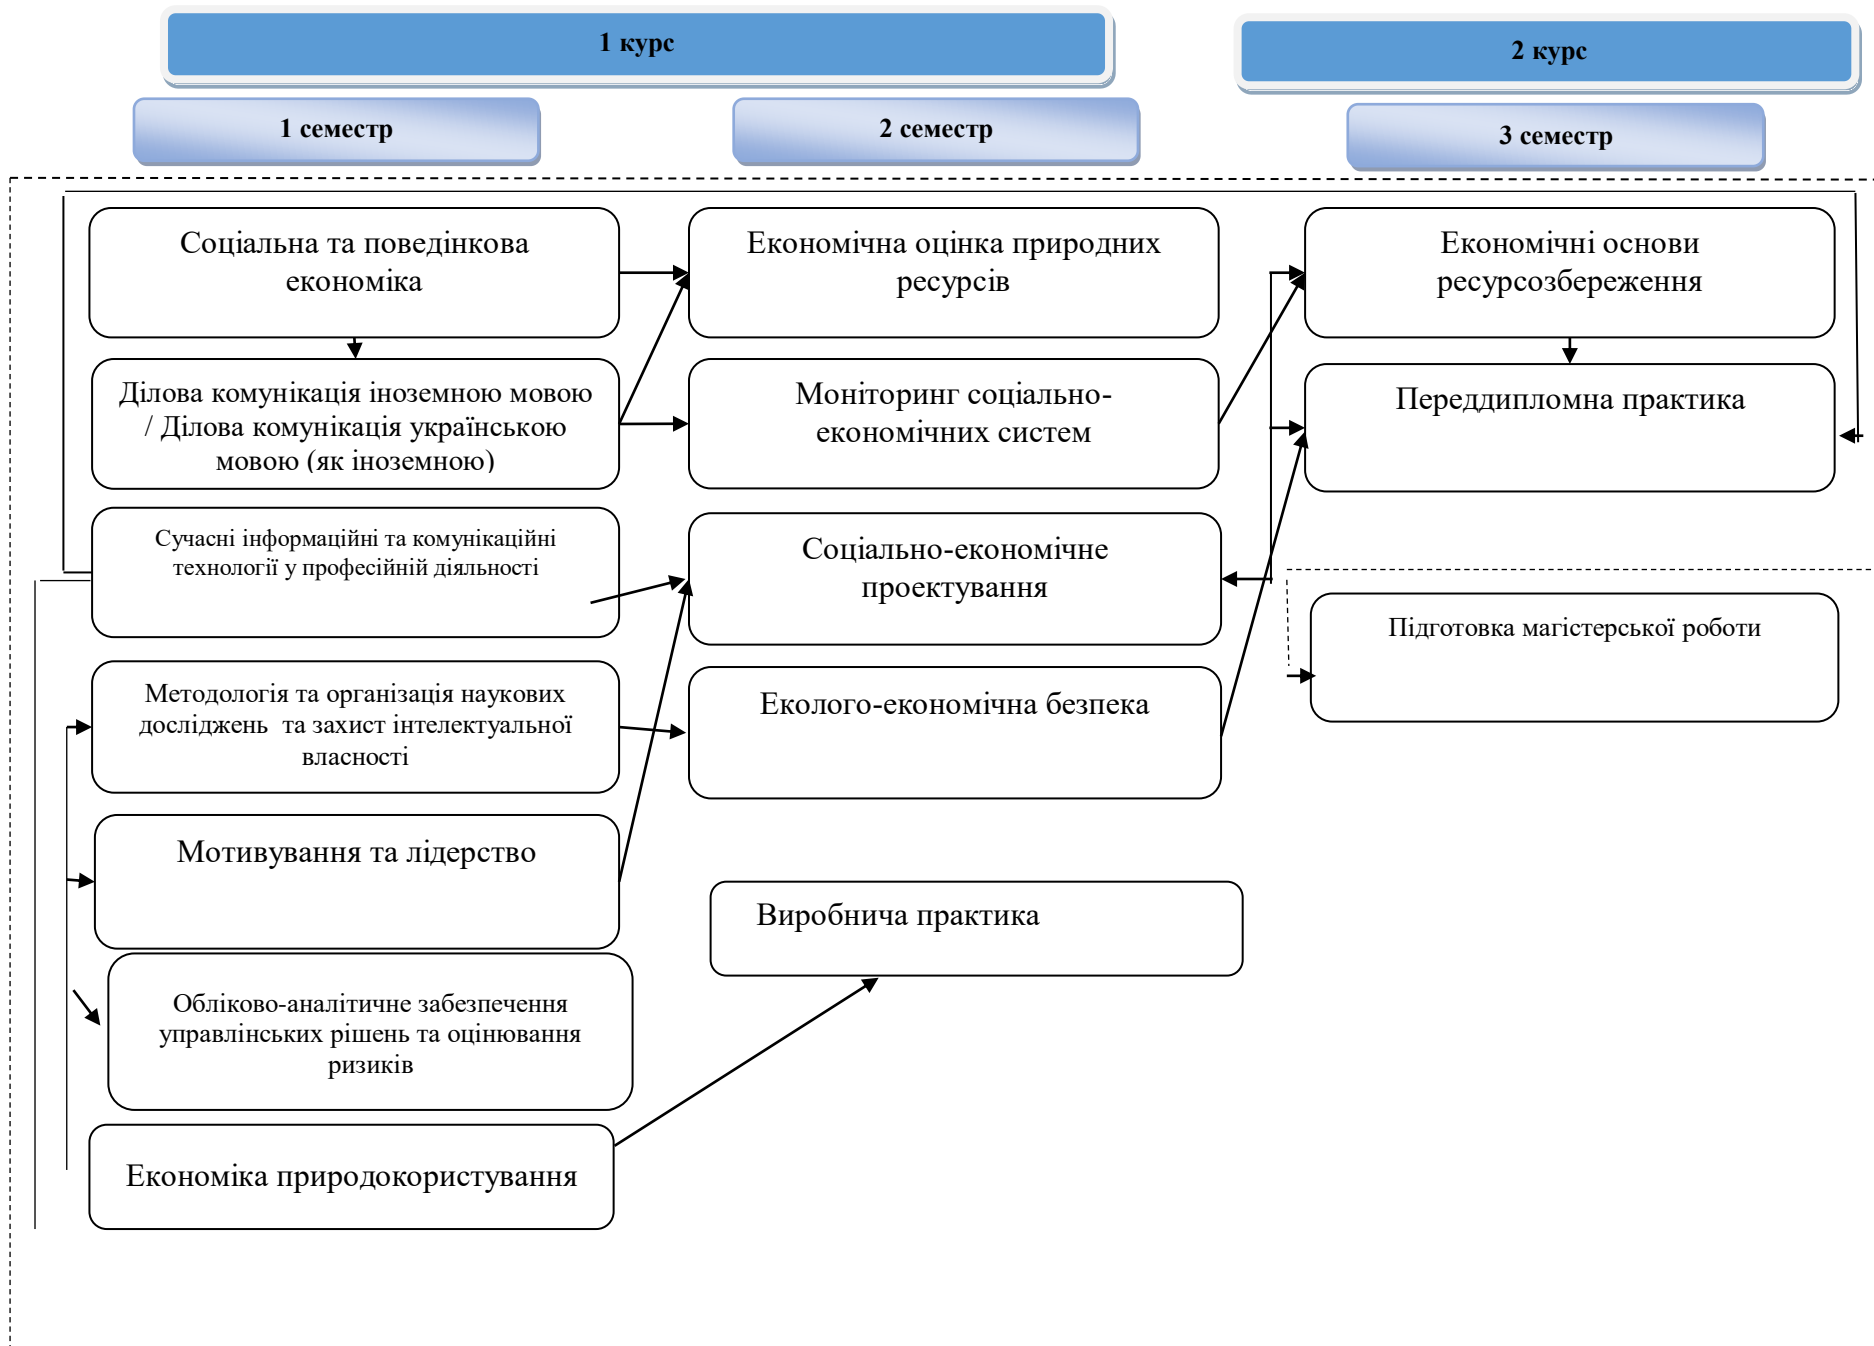 1 курс
2 курс
1 семестр
2 семестр
3 семестр
Соціальна та поведінкова
економіка
Економічна оцінка природних
ресурсів
Економічні основи
ресурсозбереження
Ділова комунікація іноземною мовою
/ Ділова комунікація українською
мовою (як іноземною)
Моніторинг соціально-
економічних систем
Переддипломна практика
Сучасні інформаційні та комунікаційні
технології у професійній діяльності
Соціально-економічне
проектування
Підготовка магістерської роботи
Методологія та організація наукових
досліджень та захист інтелектуальної
власності
Еколого-економічна безпека
Мотивування та лідерство
Виробнича практика
Обліково-аналітичне забезпечення
управлінських рішень та оцінювання
ризиків
Економіка природокористування